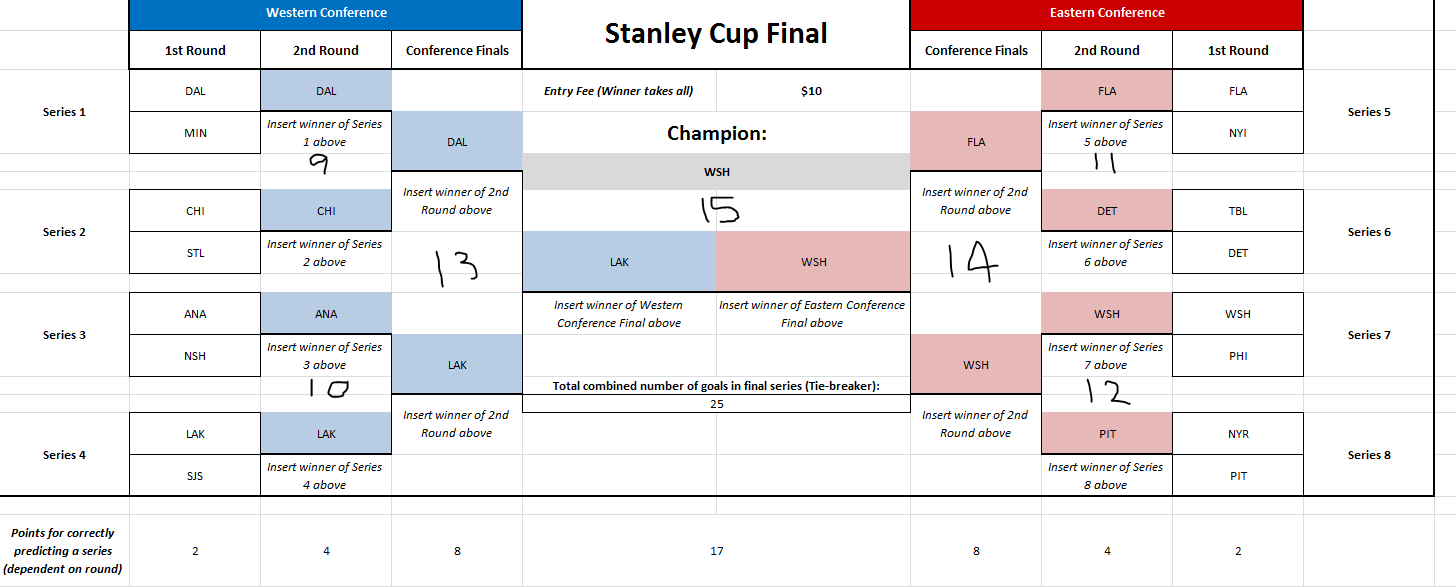 Western Conference
Stanley Cup Final
Eastern Conference
1st Round
2nd Round
Conference Finals
Conference Finals
2nd Round
1st Round
Series 1
DAL
DAL
Entry Fee (Winner takes all)
$10
FLA
FLA
Series 5
MIN
Insert winner of Series
1 above
DAL
Champion:
FLA
Insert winner of Series
5 above
NYI
9
WSH
11
Series 2
CHI
CHI
Insert winner of 2nd
Round above
15
Insert winner of 2nd
Round above
DET
TBL
Series 6
STL
Insert winner of Series
2 above
13
LAK
WSH
14
Insert winner of Series
6 above
DET
Series 3
ANA
ANA
Insert winner of Western
Conference Final above
Insert winner of Eastern Conference
Final above
WSH
WSH
Series 7
NSH
Insert winner of Series
3 above
LAK
WSH
Insert winner of Series
7 above
PHI
10
Total combined number of goals in final series (Tie-breaker):
12
25
Series 4
LAK
LAK
Insert winner of 2nd
Round above
Insert winner of 2nd
Round above
PIT
NYR
Series 8
SJS
Insert winner of Series
4 above
Insert winner of Series
8 above
PIT
Points for correctly
predicting a series
(dependent on round)
2
4
8
17
8
4
2